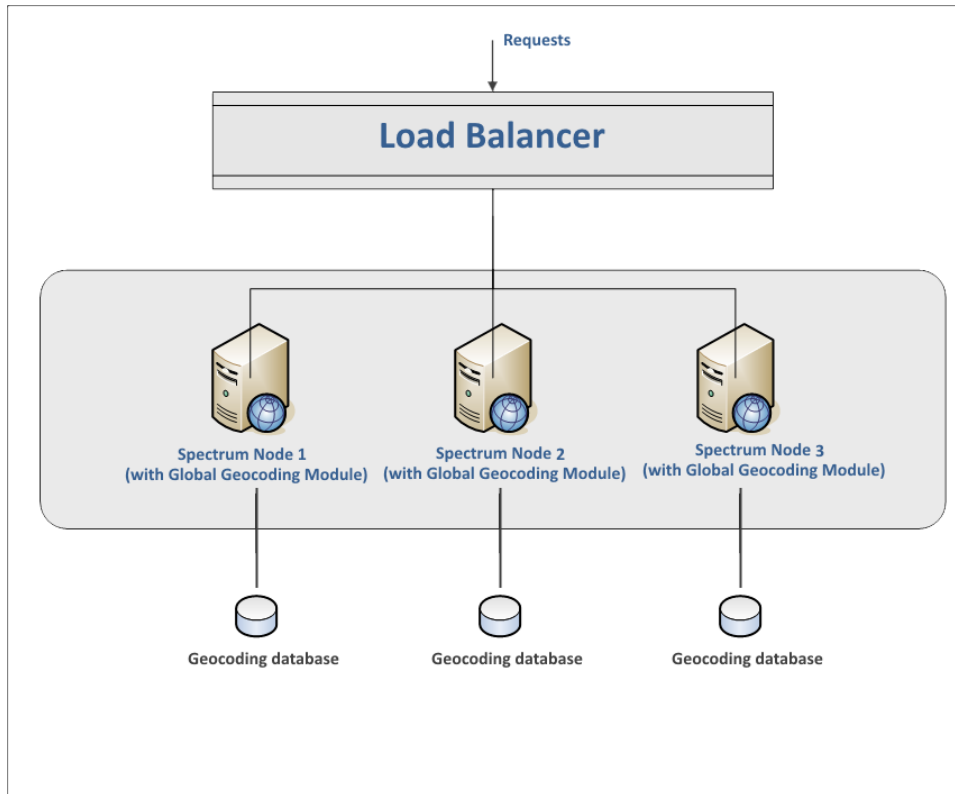 Requests
Load Balancer
Spectrum Node 1
(with Global Geocoding Module)
Spectrum Node 2
(with Global Geocoding Module)
Spectrum Node 3
(with Global Geocoding Module)
Geocoding database
Geocoding database
Geocoding database